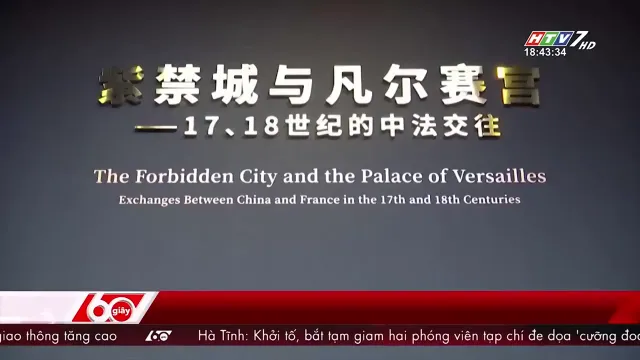 HTV7 HD
18:43:34
紫禁城与凡尔赛宫
——17、18世纪的中法交往
The Forbidden City and the Palace of Versailles
Exchanges Between China and France in the 17th and 18th Centuries
60 giây
giao thông tăng cao 60 giây Hà Tĩnh: Khởi tố, bắt tạm giam hai phóng viên tạp chí đe dọa 'cưỡng đo